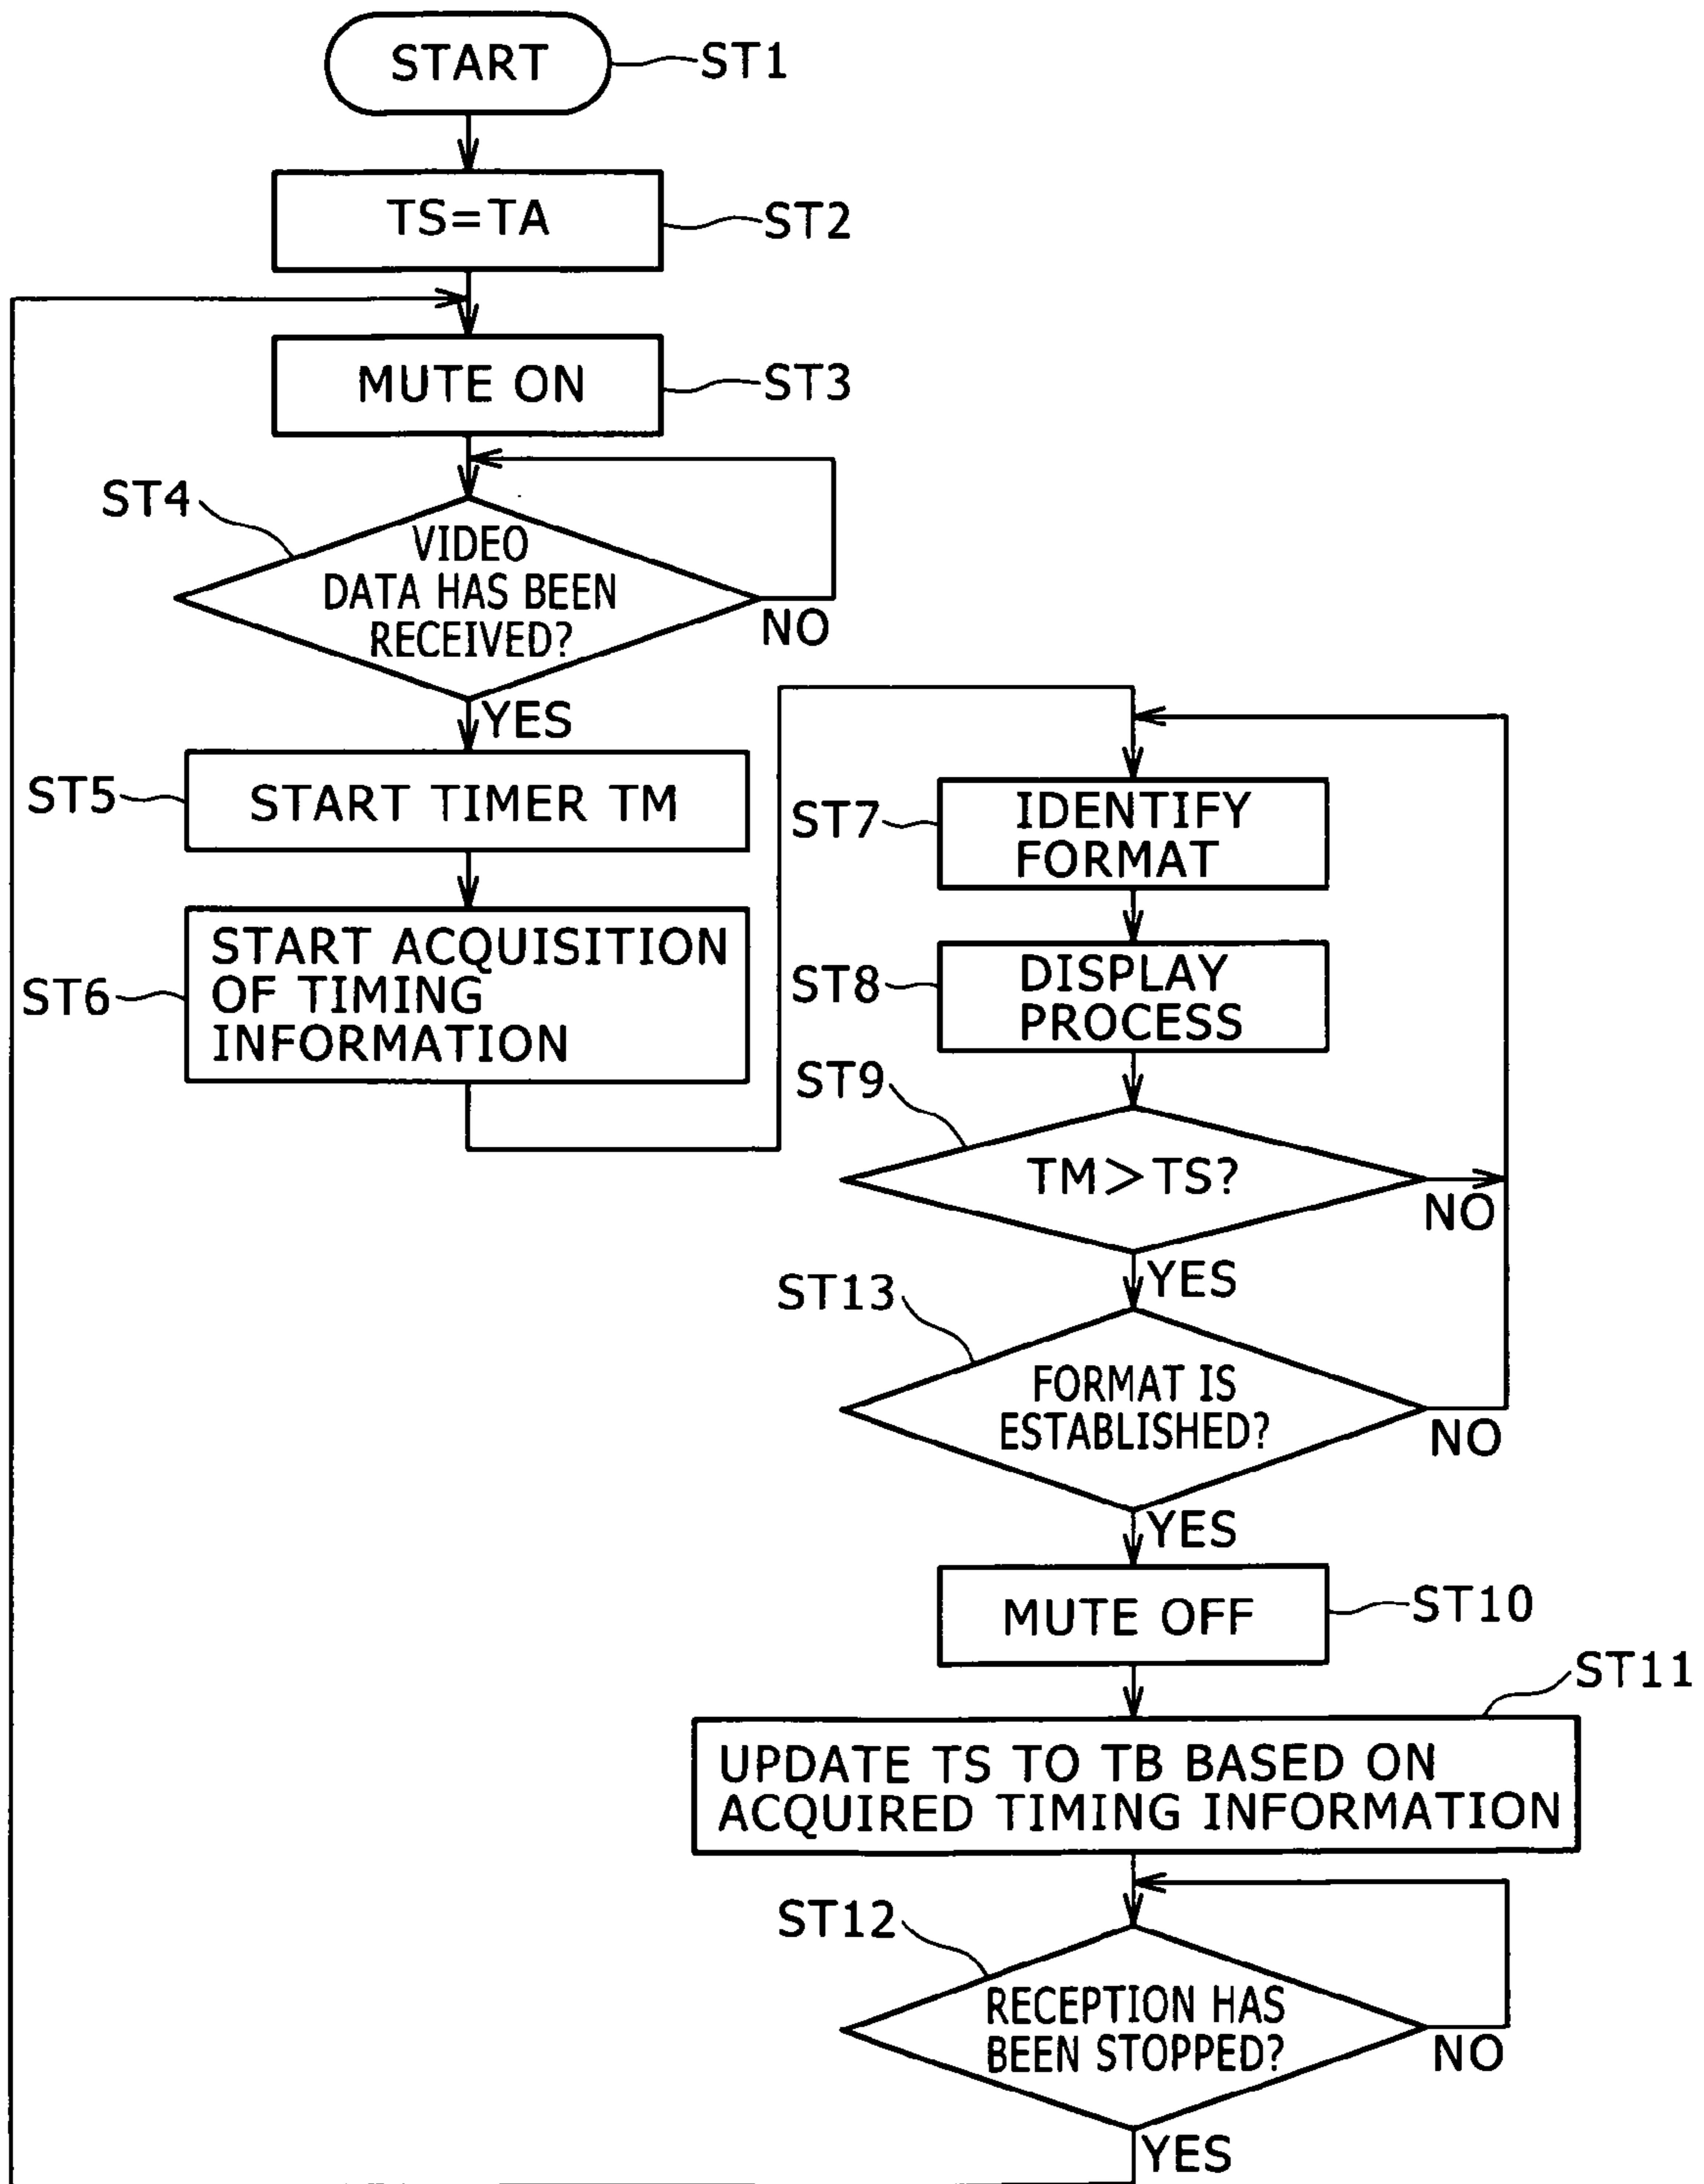 START
ST1
TS=TA
ST2
MUTE ON
ST3
ST4
VIDEO
DATA HAS BEEN
RECEIVED?
NO
YES
ST5
START TIMER TM
ST6
START ACQUISITION
OF TIMING
INFORMATION
ST7
IDENTIFY
FORMAT
ST8
DISPLAY
PROCESS
ST9
TM>TS?
NO
YES
ST13
FORMAT IS
ESTABLISHED?
NO
YES
MUTE OFF
ST10
ST11
UPDATE TS TO TB BASED ON
ACQUIRED TIMING INFORMATION
ST12
RECEPTION HAS
BEEN STOPPED?
NO
YES